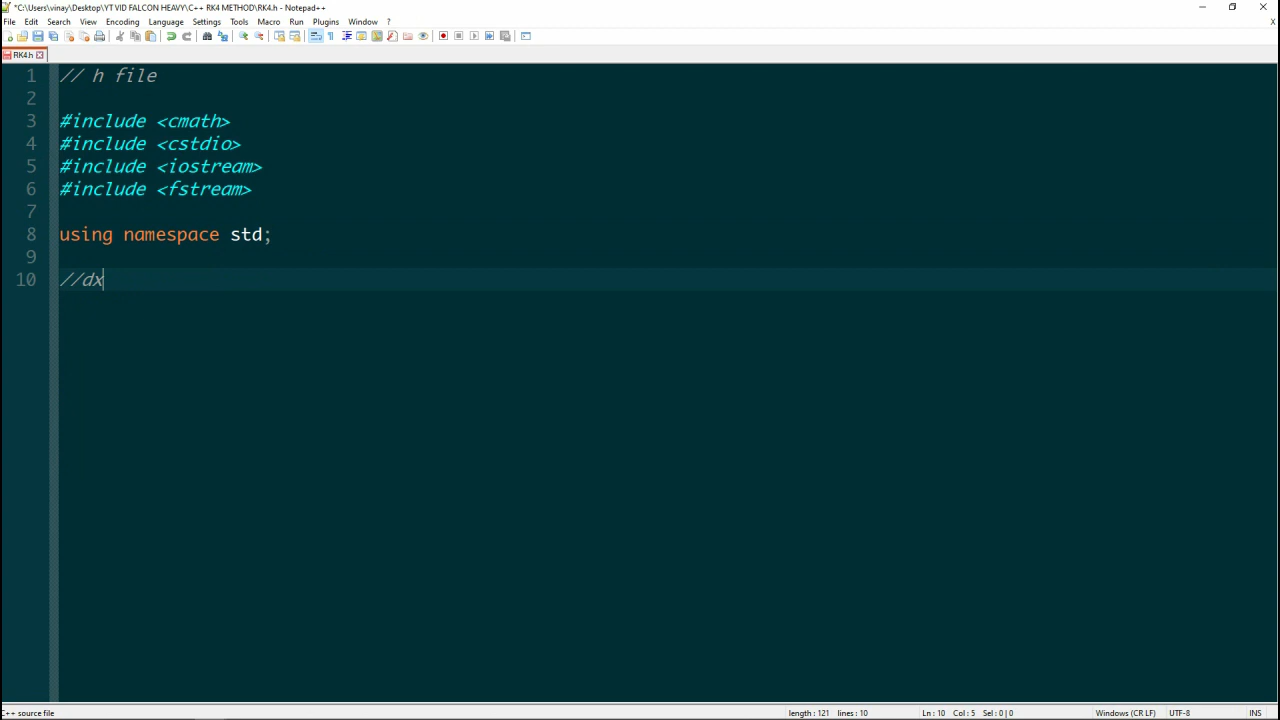 *C:\Users\vinay\Desktop\YT VID FALCON HEAVY\C++ RK4 METHOD\RK4.h - Notepad++
File Edit Search View Encoding Language Settings Tools Macro Run Plugins Window ?
X
RK4.h
1 // h file
2
3 #include <cmath>
4 #include <cstdio>
5 #include <iostream>
6 #include <fstream>
7
8 using namespace std;
9
10 //dx
C++ source file length : 121 lines : 10 Ln : 10 Col : 5 Sel : 0 | 0 Windows (CR LF) UTF-8 INS